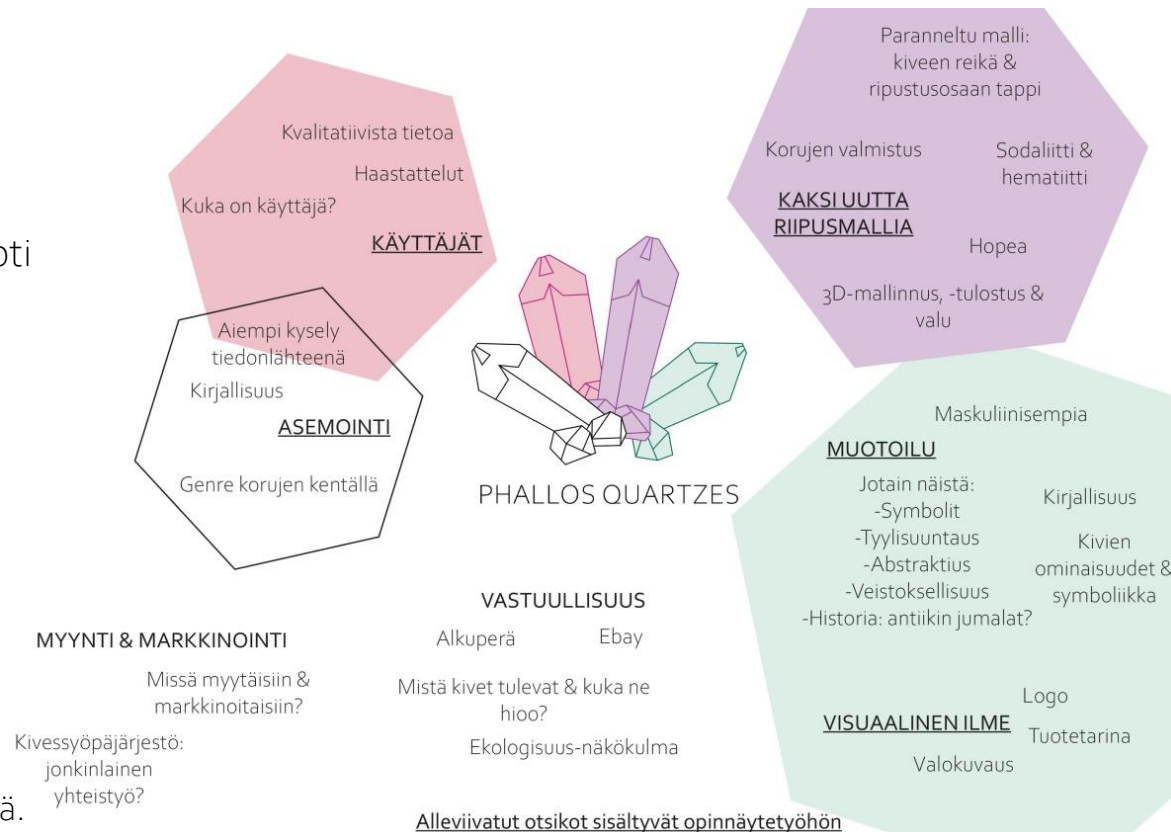 Kvalitatiivista tietoa
Haastattelut
Kuka on käyttäjä?
KÄYTTÄJÄT
Aiempi kysely
tiedonlähteenä
Kirjallisuus
ASEMOINTI
Genre korujen kentällä
Paranneltu malli:
kiveen reikä &
ripustusosaan tappi
Korujen valmistus
Sodaliitti &
hematiitti
KAKSI UUTTA
RIIPUSMALLIA
Hopea
3D-mallinnus, -tulostus &
valu
PHALLOS QUARTZES
Maskuliinisempia
MUOTOILU
Jotain näistä:
-Symbolit
-Tyylisuuntaus
-Abstraktius
-Veistoksellisuus
-Historia: antiikin jumalat?
Kirjallisuus
Kivien
ominaisuudet &
symboliikka
Logo
VISUAALINEN ILME
Tuotetarina
Valokuvaus
VASTUULLISUUS
Alkuperä
Ebay
Mistä kivet tulevat & kuka ne
hioo?
Ekologisuus-näkökulma
MYYNTI & MARKKINOINTI
Missä myytäisiin &
markkinoitaisiin?
Kivessyöpäjärjestö:
jonkinlainen
yhteistyö?
Alleviivatut otsikot sisältyvät opinnäytetyöhön